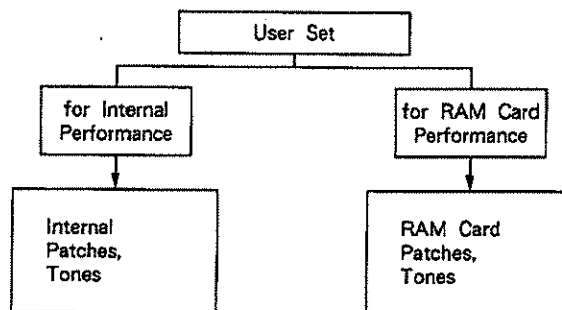 User Set
for Internal
Performance
for RAM Card
Performance
Internal
Patches,
Tones
RAM Card
Patches,
Tones